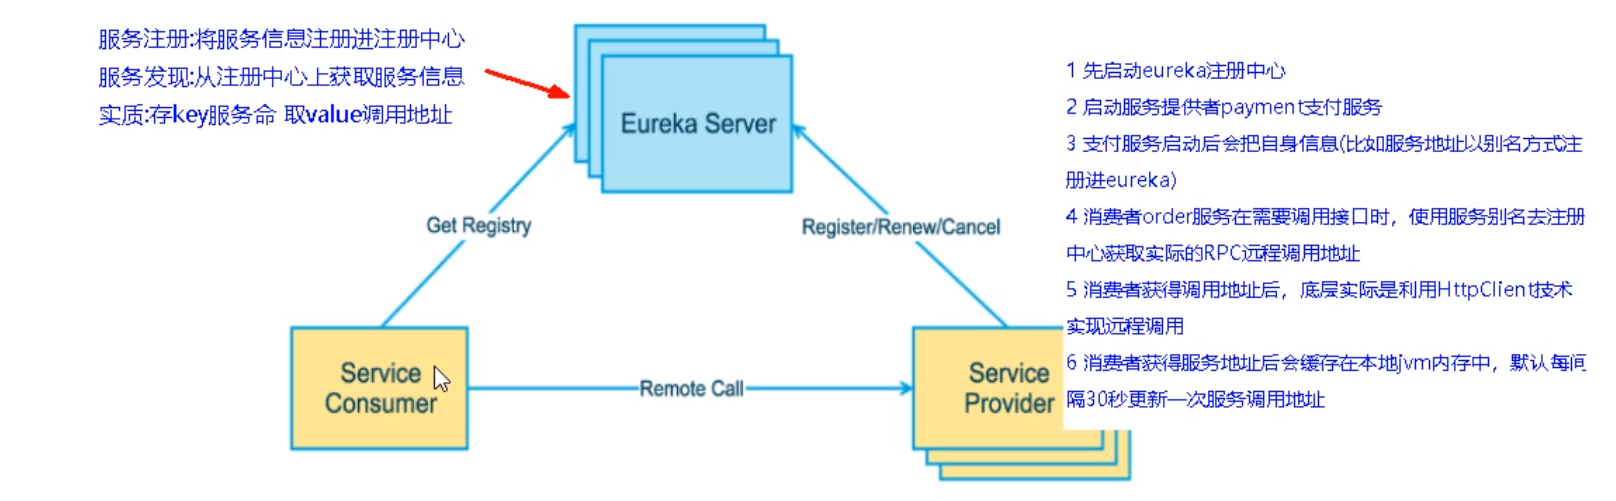 服务注册:将服务信息注册进注册中心
服务发现:从注册中心上获取服务信息
实质:存key服务命 取value调用地址
Eureka Server
Get Registry
Register/Renew/Cancel
Service
Consumer
Remote Call
Service
Provider
1 先启动eureka注册中心
2 启动服务提供者payment支付服务
3 支付服务启动后会把自身信息(比如服务地址以别名方式注
册进eureka)
4 消费者order服务在需要调用接口时，使用服务别名去注册
中心获取实际的RPC远程调用地址
5 消费者获得调用地址后，底层实际是利用HttpClient技术
实现远程调用
6 消费者获得服务地址后会缓存在本地jvm内存中，默认每间
隔30秒更新一次服务调用地址